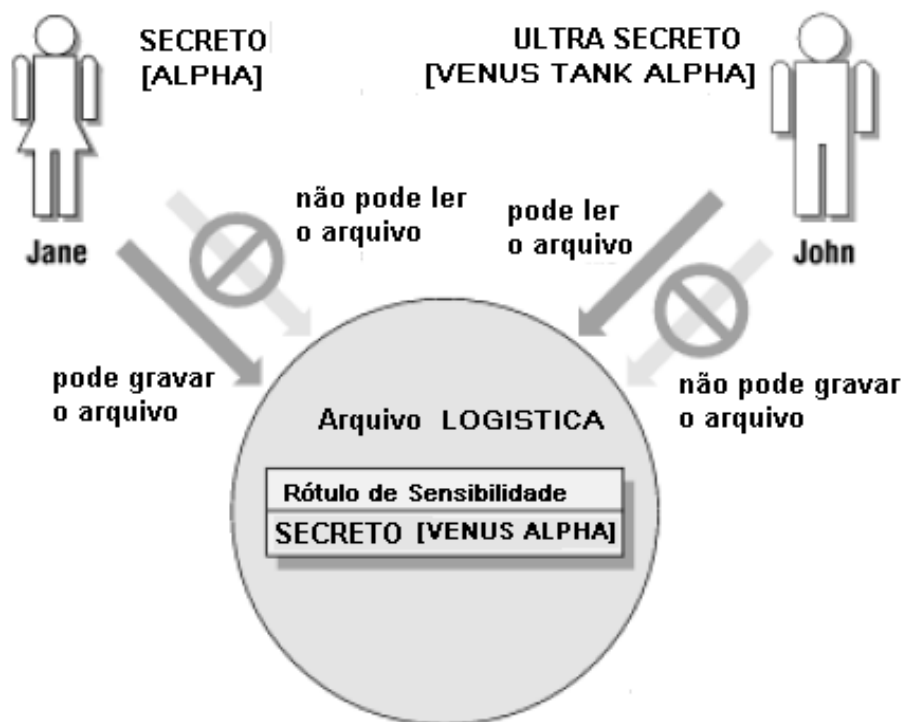 SECRETO
[ALPHA]
ULTRA SECRETO
[VENUS TANK ALPHA]
Jane
não pode ler
o arquivo
pode ler
o arquivo
John
pode gravar
o arquivo
não pode gravar
o arquivo
Arquivo LOGISTICA
Rótulo de Sensibilidade
SECRETO [VENUS ALPHA]